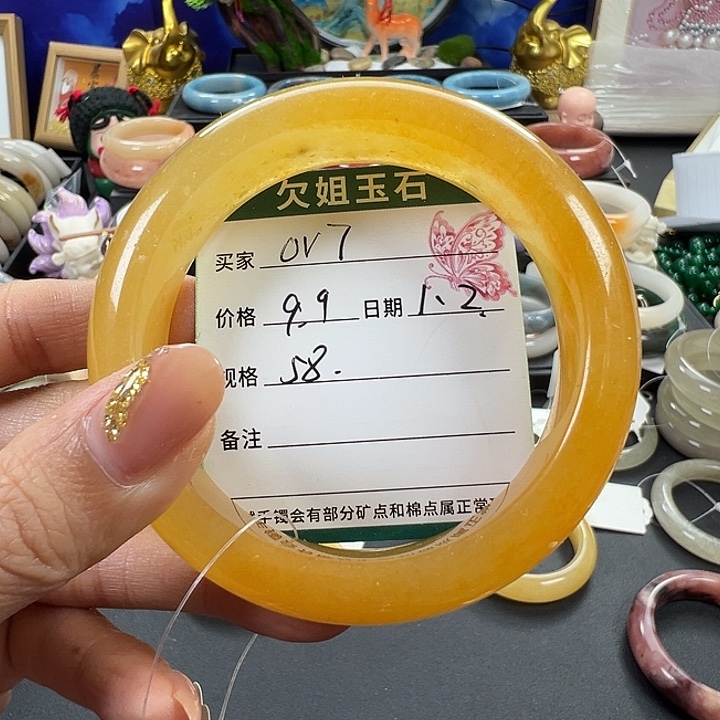 欠姐玉石
买家 OV7
价格 9.9 日期 1.2.
规格 58.
备注
手镯会有部分矿点和棉点属正常